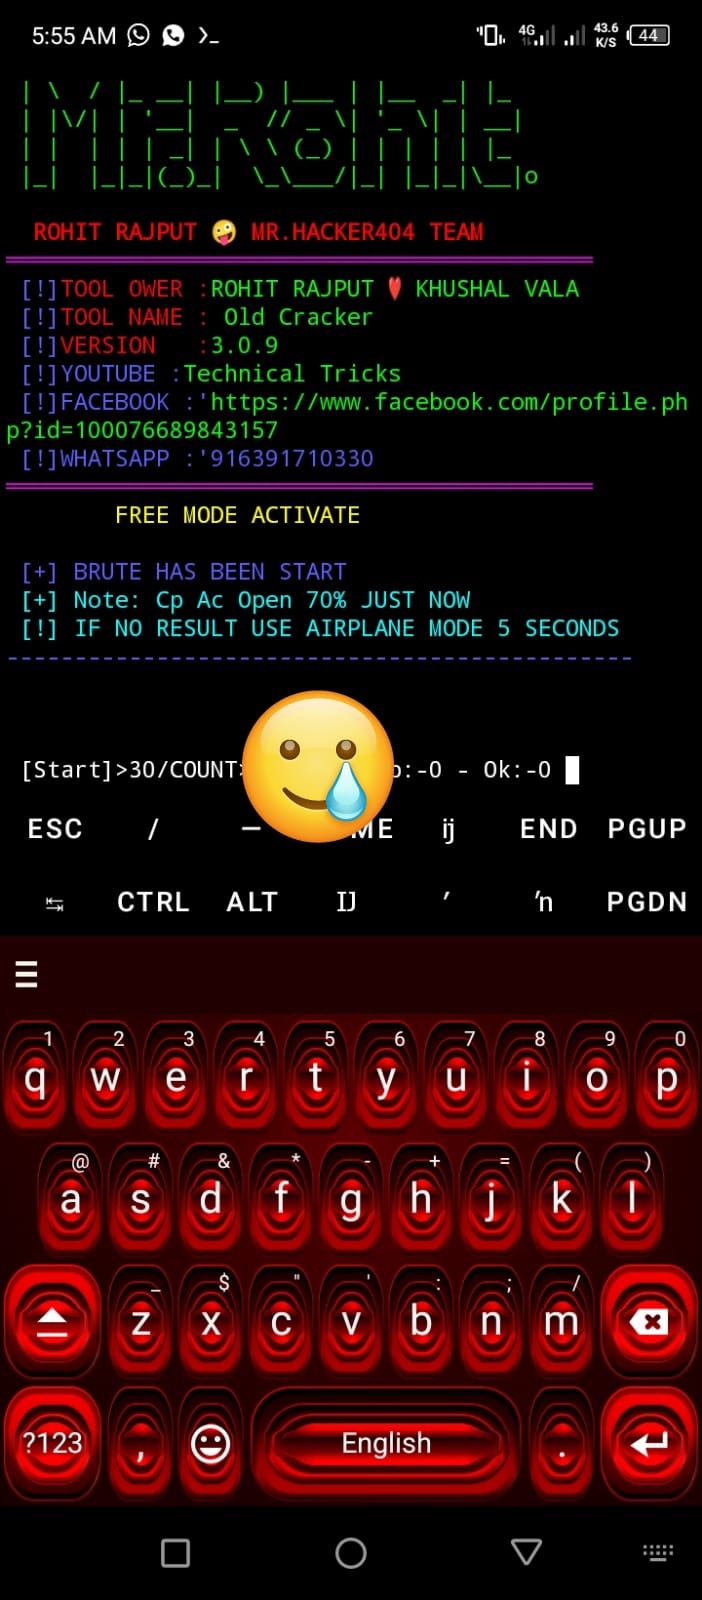 5:55 AM 4G 43.6 K/S 44
Mr.Rohit.
ROHIT RAJPUT 🤪 MR.HACKER404 TEAM
[!]TOOL OWER :ROHIT RAJPUT ♥ KHUSHAL VALA
[!]TOOL NAME : Old Cracker
[!]VERSION   :3.0.9
[!]YOUTUBE :Technical Tricks
[!]FACEBOOK :'https://www.facebook.com/profile.ph
p?id=100076689843157
[!]WHATSAPP :'916391710330
FREE MODE ACTIVATE
[+] BRUTE HAS BEEN START
[+] Note: Cp Ac Open 70% JUST NOW
[!] IF NO RESULT USE AIRPLANE MODE 5 SECONDS
[Start]>30/COUNT> :-0 - Ok:-0
ESC / — ME ĳ END PGUP
↹ CTRL ALT Ĳ ′ ŉ PGDN
1 2 3 4 5 6 7 8 9 0
q w e r t y u i o p
@ # & * - + = ( )
a s d f g h j k l
_ $ " ' : ; /
z x c v b n m
?123 , English .